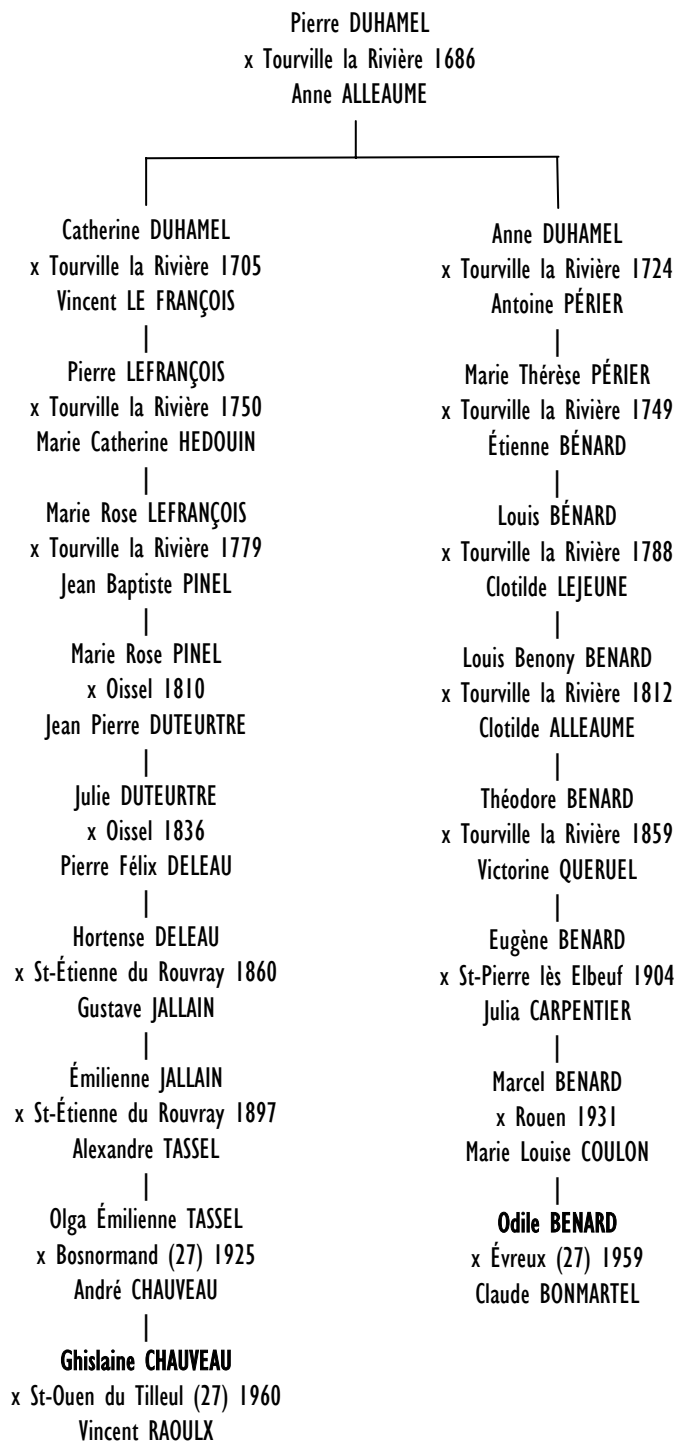 Pierre DUHAMEL
x Tourville la Rivière 1686
Anne ALLEAUME
Catherine DUHAMEL
x Tourville la Rivière 1705
Vincent LE FRANÇOIS
Pierre LEFRANÇOIS
x Tourville la Rivière 1750
Marie Catherine HEDOUIN
Marie Rose LEFRANÇOIS
x Tourville la Rivière 1779
Jean Baptiste PINEL
Marie Rose PINEL
x Oissel 1810
Jean Pierre DUTEURTRE
Julie DUTEURTRE
x Oissel 1836
Pierre Félix DELEAU
Hortense DELEAU
x St-Étienne du Rouvray 1860
Gustave JALLAIN
Émilienne JALLAIN
x St-Étienne du Rouvray 1897
Alexandre TASSEL
Olga Émilienne TASSEL
x Bosnormand (27) 1925
André CHAUVEAU
Ghislaine CHAUVEAU
x St-Ouen du Tilleul (27) 1960
Vincent RAOULX
Anne DUHAMEL
x Tourville la Rivière 1724
Antoine PÉRIER
Marie Thérèse PÉRIER
x Tourville la Rivière 1749
Étienne BÉNARD
Louis BÉNARD
x Tourville la Rivière 1788
Clotilde LEJEUNE
Louis Benony BENARD
x Tourville la Rivière 1812
Clotilde ALLEAUME
Théodore BENARD
x Tourville la Rivière 1859
Victorine QUERUEL
Eugène BENARD
x St-Pierre lès Elbeuf 1904
Julia CARPENTIER
Marcel BENARD
x Rouen 1931
Marie Louise COULON
Odile BENARD
x Évreux (27) 1959
Claude BONMARTEL